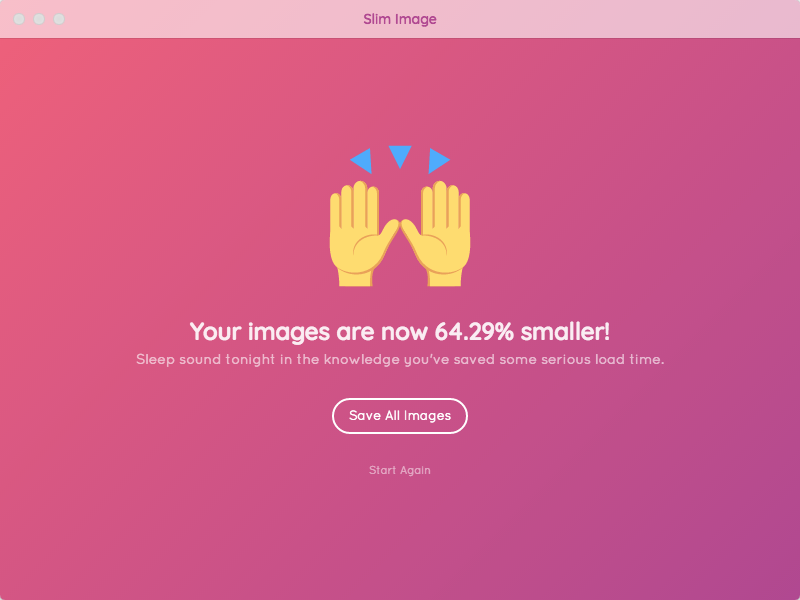 Slim Image
Your images are now 64.29% smaller!
Sleep sound tonight in the knowledge you've saved some serious load time.
Save All Images
Start Again